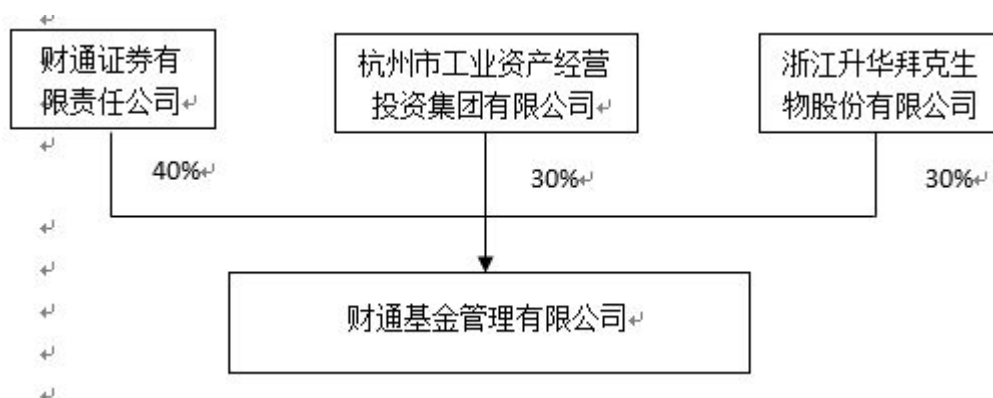 财通证券有
限责任公司
杭州市工业资产经营
投资集团有限公司
浙江升华拜克生
物股份有限公司
40%
30%
30%
财通基金管理有限公司